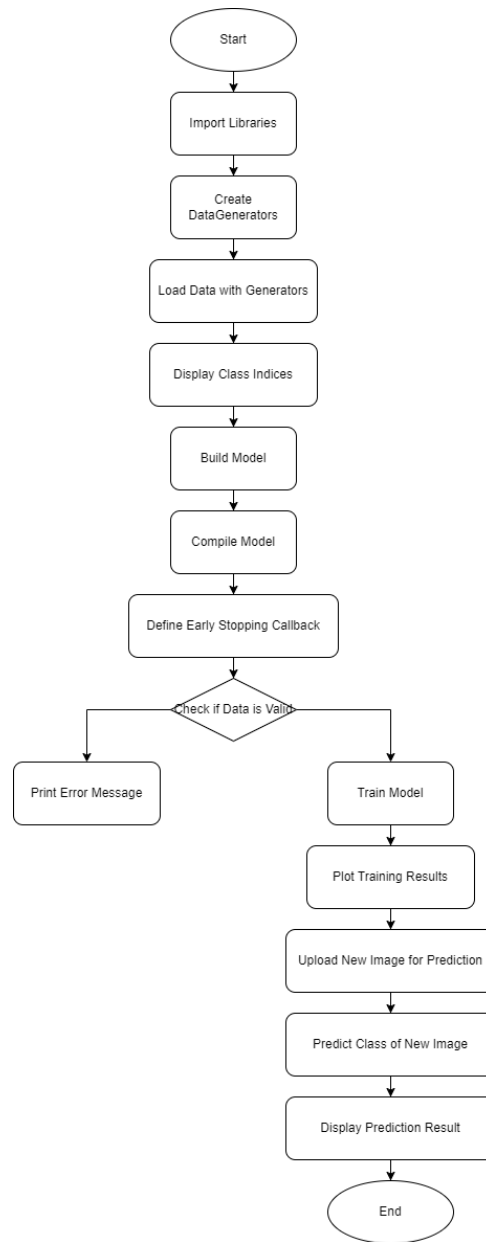 Start
Import Libraries
Create
DataGenerators
Load Data with Generators
Display Class Indices
Build Model
Compile Model
Define Early Stopping Callback
Check if Data is Valid
Print Error Message
Train Model
Plot Training Results
Upload New Image for Prediction
Predict Class of New Image
Display Prediction Result
End